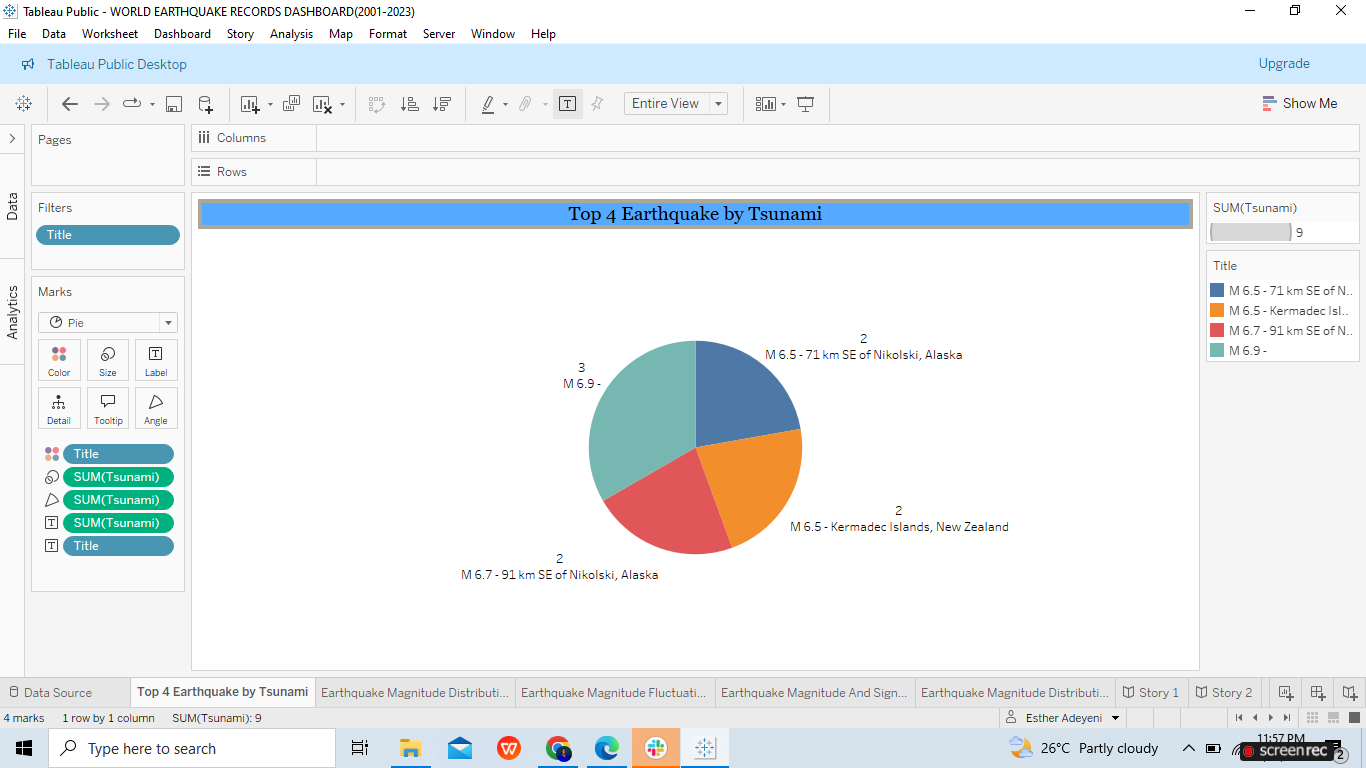 Tableau Public - WORLD EARTHQUAKE RECORDS DASHBOARD(2001-2023)
File Data Worksheet Dashboard Story Analysis Map Format Server Window Help
Tableau Public Desktop Upgrade
Entire View Show Me
Pages
Columns
Rows
Data
Analytics
Filters
Title
Marks
Pie
Color Size Label
Detail Tooltip Angle
Title
SUM(Tsunami)
SUM(Tsunami)
SUM(Tsunami)
Title
Top 4 Earthquake by Tsunami
2
M 6.5 - 71 km SE of Nikolski, Alaska
3
M 6.9 -
2
M 6.5 - Kermadec Islands, New Zealand
2
M 6.7 - 91 km SE of Nikolski, Alaska
SUM(Tsunami)
9
Title
M 6.5 - 71 km SE of N..
M 6.5 - Kermadec Isl..
M 6.7 - 91 km SE of N..
M 6.9 -
Data Source Top 4 Earthquake by Tsunami Earthquake Magnitude Distributi... Earthquake Magnitude Fluctuati... Earthquake Magnitude And Sign... Earthquake Magnitude Distributi... Story 1 Story 2
4 marks 1 row by 1 column SUM(Tsunami): 9 Esther Adeyeni
Type here to search 26°C Partly cloudy 11:57 PM
screen rec 2